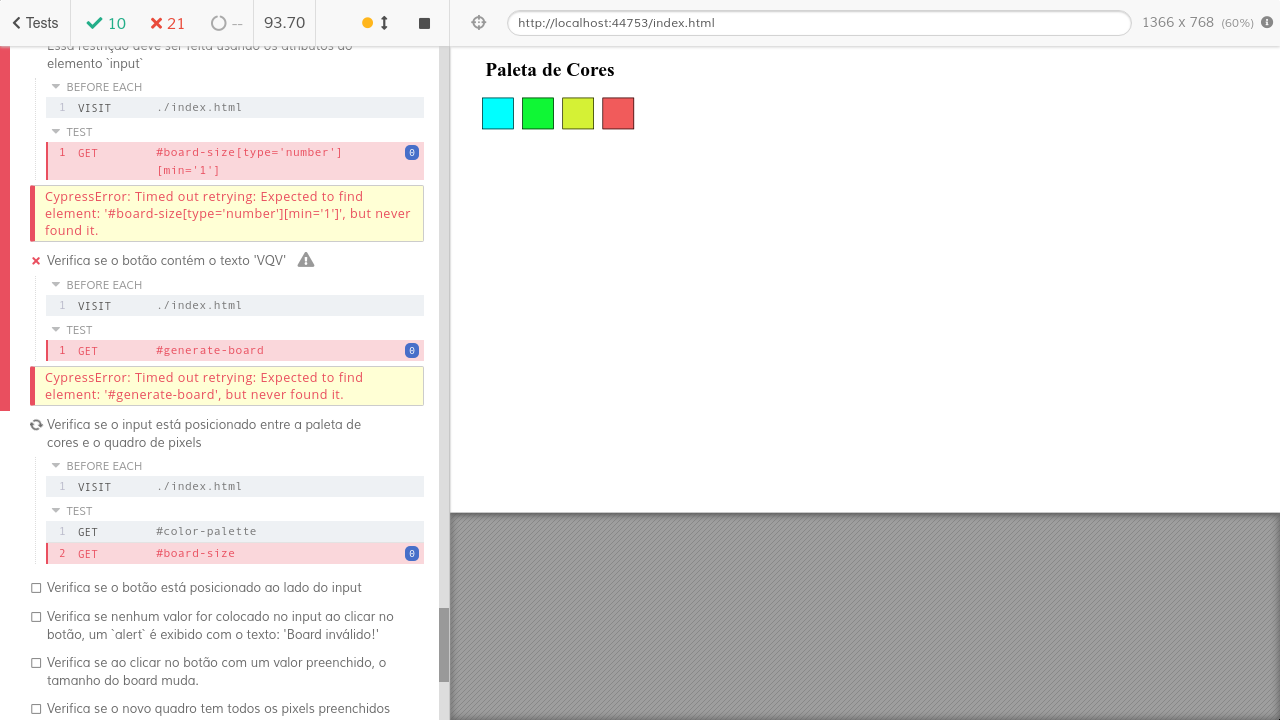 Tests
10
21
--
93.70
http://localhost:44753/index.html
1366 x 768 (60%)
Essa restrição deve ser feita usando os atributos do
elemento `input`
BEFORE EACH
1 VISIT ./index.html
TEST
1 GET #board-size[type='number'] 0
[min='1']
CypressError: Timed out retrying: Expected to find
element: '#board-size[type='number'][min='1']', but never
found it.
Verifica se o botão contém o texto 'VQV'
BEFORE EACH
1 VISIT ./index.html
TEST
1 GET #generate-board 0
CypressError: Timed out retrying: Expected to find
element: '#generate-board', but never found it.
Verifica se o input está posicionado entre a paleta de
cores e o quadro de pixels
BEFORE EACH
1 VISIT ./index.html
TEST
1 GET #color-palette
2 GET #board-size 0
Verifica se o botão está posicionado ao lado do input
Verifica se nenhum valor for colocado no input ao clicar no
botão, um `alert` é exibido com o texto: 'Board inválido!'
Verifica se ao clicar no botão com um valor preenchido, o
tamanho do board muda.
Verifica se o novo quadro tem todos os pixels preenchidos
Paleta de Cores